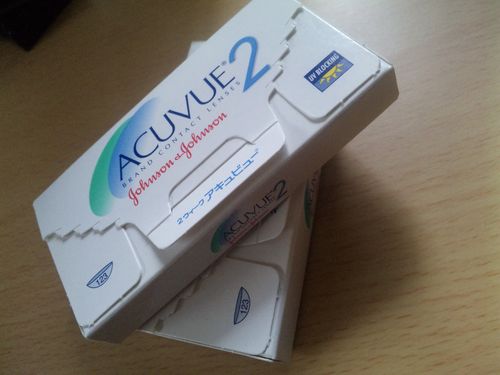 ACUVUE® 2
BRAND CONTACT LENSES
Johnson & Johnson
UV BLOCKING
2ウィーク アキュビュー®
123
ACUVUE® 2
123